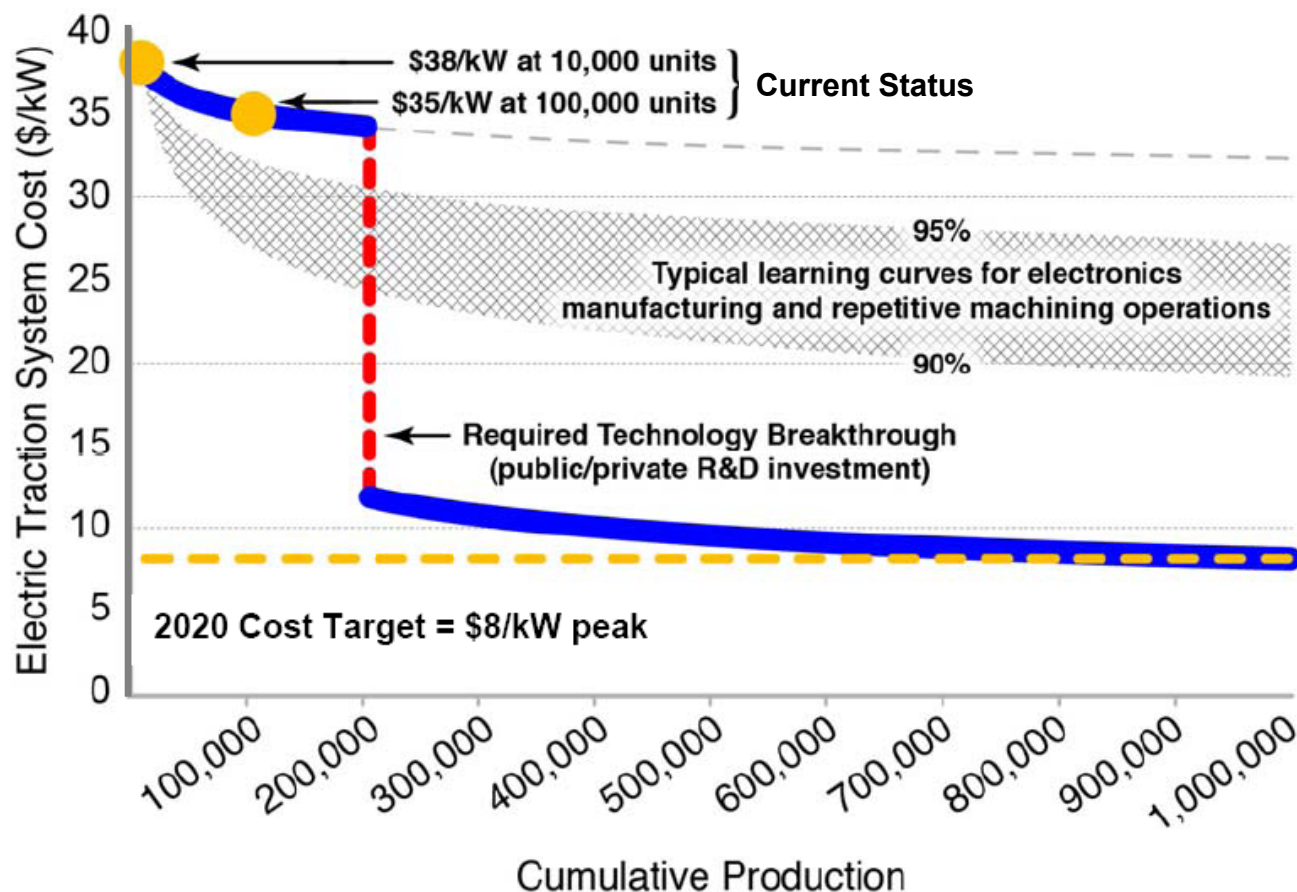 Electric Traction System Cost ($/kW)
40
35
30
25
20
15
10
5
0
$38/kW at 10,000 units
$35/kW at 100,000 units
Current Status
95%
Typical learning curves for electronics
manufacturing and repetitive machining operations
90%
Required Technology Breakthrough
(public/private R&D investment)
2020 Cost Target = $8/kW peak
100,000
200,000
300,000
400,000
500,000
600,000
700,000
800,000
900,000
1,000,000
Cumulative Production